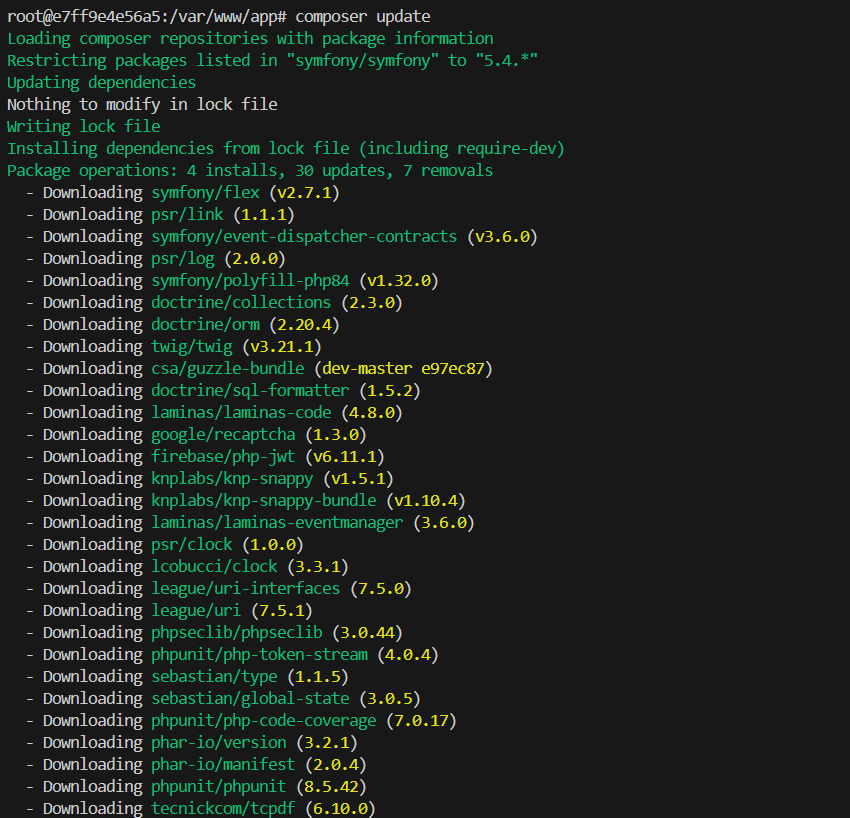 root@e7ff9e4e56a5:/var/www/app# composer update
Loading composer repositories with package information
Restricting packages listed in "symfony/symfony" to "5.4.*"
Updating dependencies
Nothing to modify in lock file
Writing lock file
Installing dependencies from lock file (including require-dev)
Package operations: 4 installs, 30 updates, 7 removals
  - Downloading symfony/flex (v2.7.1)
  - Downloading psr/link (1.1.1)
  - Downloading symfony/event-dispatcher-contracts (v3.6.0)
  - Downloading psr/log (2.0.0)
  - Downloading symfony/polyfill-php84 (v1.32.0)
  - Downloading doctrine/collections (2.3.0)
  - Downloading doctrine/orm (2.20.4)
  - Downloading twig/twig (v3.21.1)
  - Downloading csa/guzzle-bundle (dev-master e97ec87)
  - Downloading doctrine/sql-formatter (1.5.2)
  - Downloading laminas/laminas-code (4.8.0)
  - Downloading google/recaptcha (1.3.0)
  - Downloading firebase/php-jwt (v6.11.1)
  - Downloading knplabs/knp-snappy (v1.5.1)
  - Downloading knplabs/knp-snappy-bundle (v1.10.4)
  - Downloading laminas/laminas-eventmanager (3.6.0)
  - Downloading psr/clock (1.0.0)
  - Downloading lcobucci/clock (3.3.1)
  - Downloading league/uri-interfaces (7.5.0)
  - Downloading league/uri (7.5.1)
  - Downloading phpseclib/phpseclib (3.0.44)
  - Downloading phpunit/php-token-stream (4.0.4)
  - Downloading sebastian/type (1.1.5)
  - Downloading sebastian/global-state (3.0.5)
  - Downloading phpunit/php-code-coverage (7.0.17)
  - Downloading phar-io/version (3.2.1)
  - Downloading phar-io/manifest (2.0.4)
  - Downloading phpunit/phpunit (8.5.42)
  - Downloading tecnickcom/tcpdf (6.10.0)